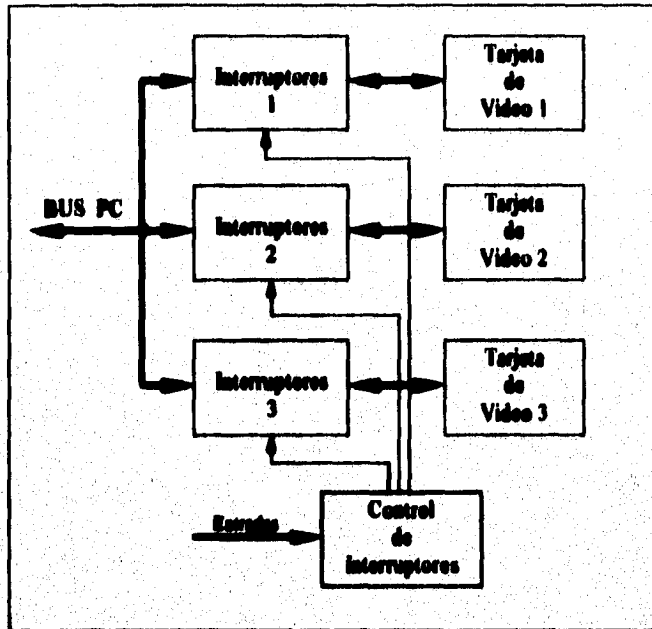 Interruptores
1
Tarjeta
de
Video 1
BUS PC
Interruptores
2
Tarjeta
de
Video 2
Interruptores
3
Tarjeta
de
Video 3
Entradas
Control
de
interruptores